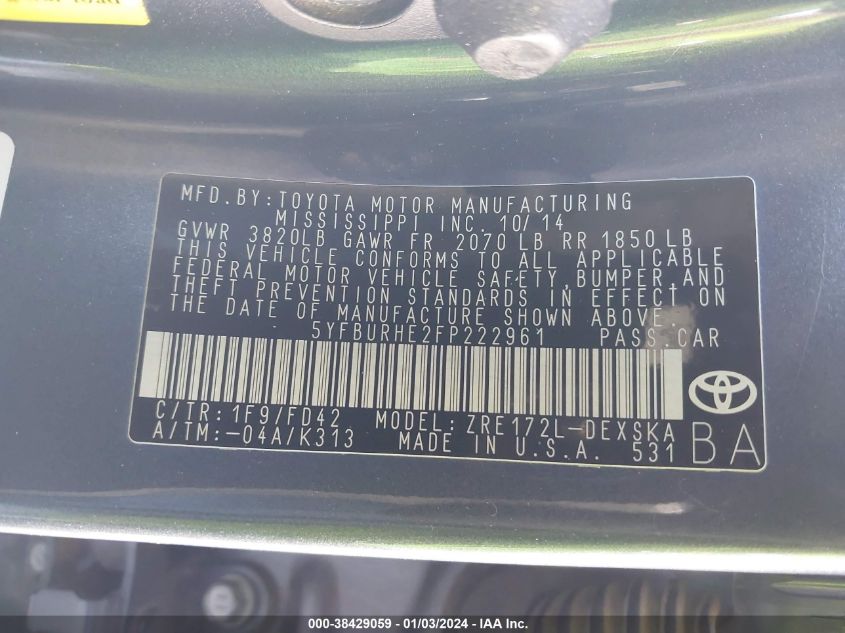 MFD.BY:TOYOTA MOTOR MANUFACTURING
MISSISSIPPI INC. 10/14
GVWR 3820LB GAWR FR 2070 LB RR 1850 LB
THIS VEHICLE CONFORMS TO ALL APPLICABLE
FEDERAL MOTOR VEHICLE SAFETY,BUMPER,AND
THEFT PREVENTION STANDARDS IN EFFECT ON
THE DATE OF MANUFACTURE SHOWN ABOVE.
5YFBURHE2FP222961 PASS.CAR
C/TR:1F9/FD42 MODEL:ZRE172L-DEXSKA
A/TM:-04A/K313 MADE IN U.S.A. 531
BA
000-38429059 - 01/03/2024 - IAA Inc.